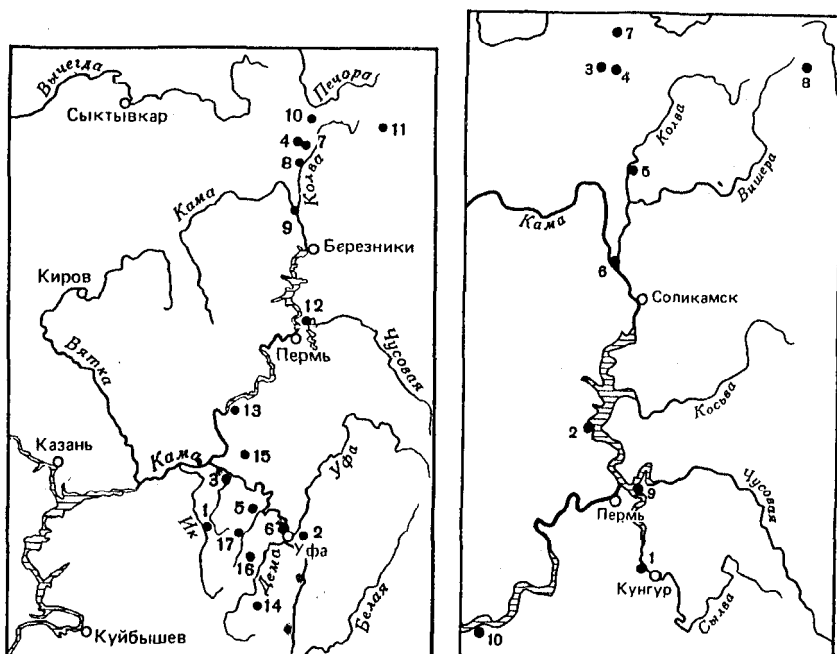 Вычегда
Печора
Сыктывкар
10
11
4
7
8
Колва
Кама
9
Березники
Киров
12
Пермь
Вятка
Чусовая
13
Казань
Кама
15
Уфа
3
5
Ик
1
6
2
17
Уфа
16
Дема
14
Белая
Куйбышев
7
3
4
8
Колва
5
Вишера
Кама
6
Соликамск
Косьва
2
9
Пермь
Чусовая
1
Кунгур
Сылва
10